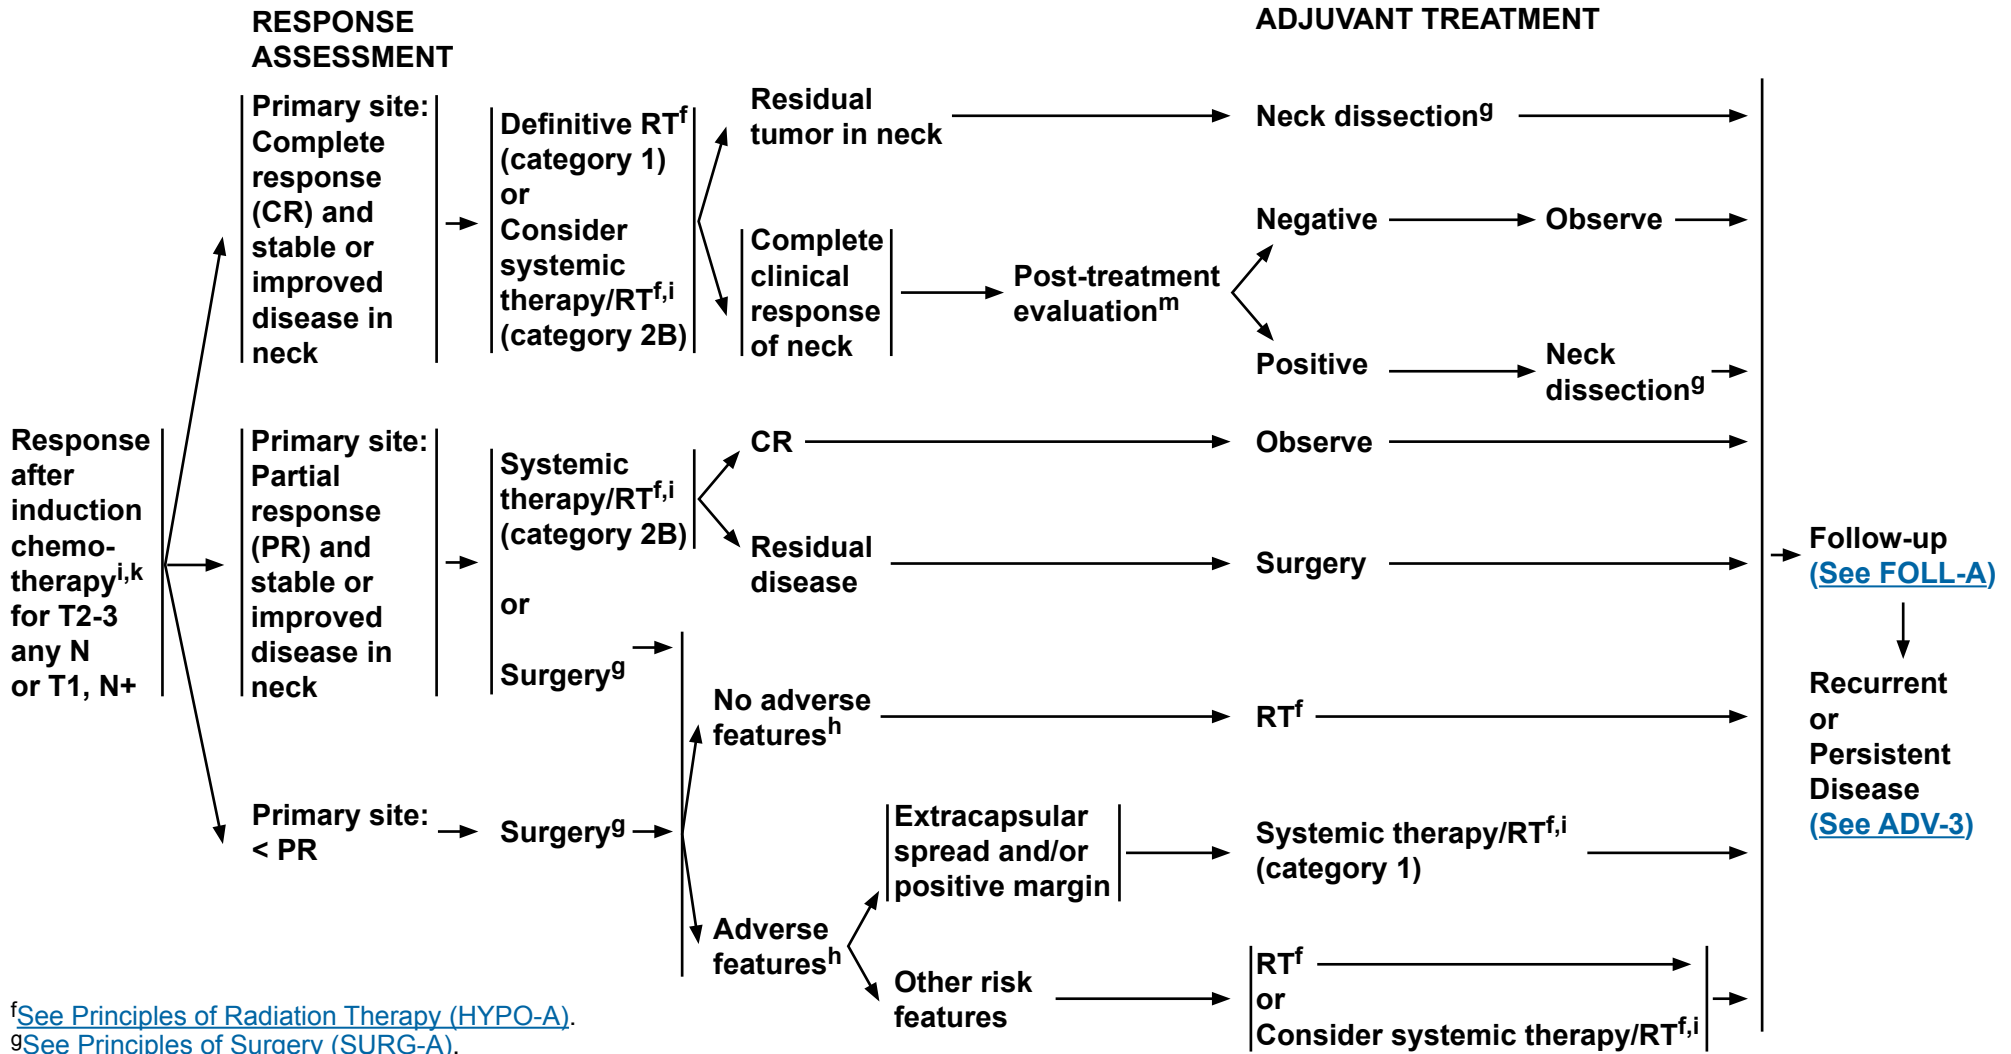 RESPONSE
ASSESSMENT
ADJUVANT TREATMENT
Response
after
induction
chemo-
therapyi,k
for T2-3
any N
or T1, N+
Primary site:
Complete
response
(CR) and
stable or
improved
disease in
neck
Definitive RTf
(category 1)
or
Consider
systemic
therapy/RTf,i
(category 2B)
Residual
tumor in neck
Neck dissectiong
Complete
clinical
response
of neck
Post-treatment
evaluationm
Negative
Observe
Positive
Neck
dissectiong
Primary site:
Partial
response
(PR) and
stable or
improved
disease in
neck
Systemic
therapy/RTf,i
(category 2B)
or
Surgeryg
CR
Observe
Residual
disease
Surgery
Primary site:
< PR
Surgeryg
No adverse
featuresh
RTf
Adverse
featuresh
Extracapsular
spread and/or
positive margin
Systemic therapy/RTf,i
(category 1)
Other risk
features
RTf
or
Consider systemic therapy/RTf,i
Follow-up
(See FOLL-A)
Recurrent
or
Persistent
Disease
(See ADV-3)
fSee Principles of Radiation Therapy (HYPO-A).
gSee Principles of Surgery (SURG-A).